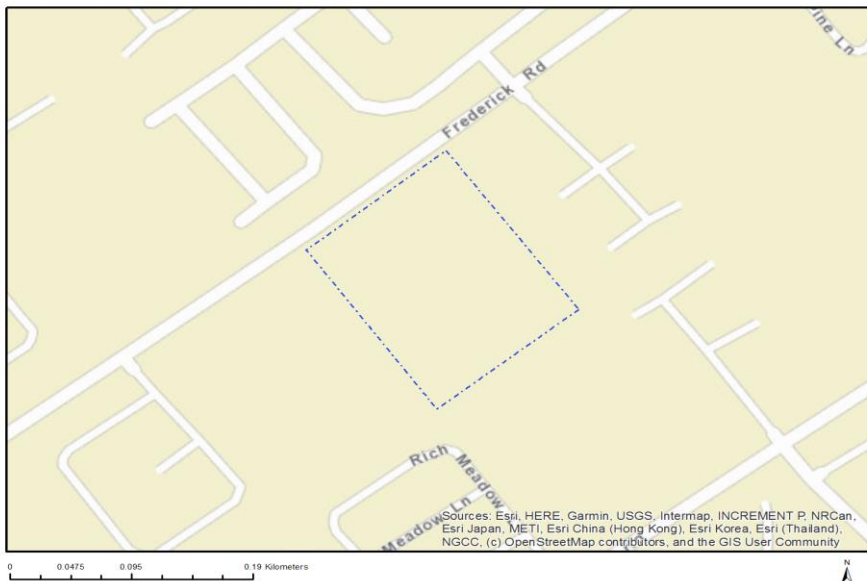 ine Ln
Frederick Rd
Rich Meadow
Meadow Ln
Sources: Esri, HERE, Garmin, USGS, Intermap, INCREMENT P, NRCan,
Esri Japan, METI, Esri China (Hong Kong), Esri Korea, Esri (Thailand),
NGCC, (c) OpenStreetMap contributors, and the GIS User Community
0 0.0475 0.095 0.19 Kilometers
N